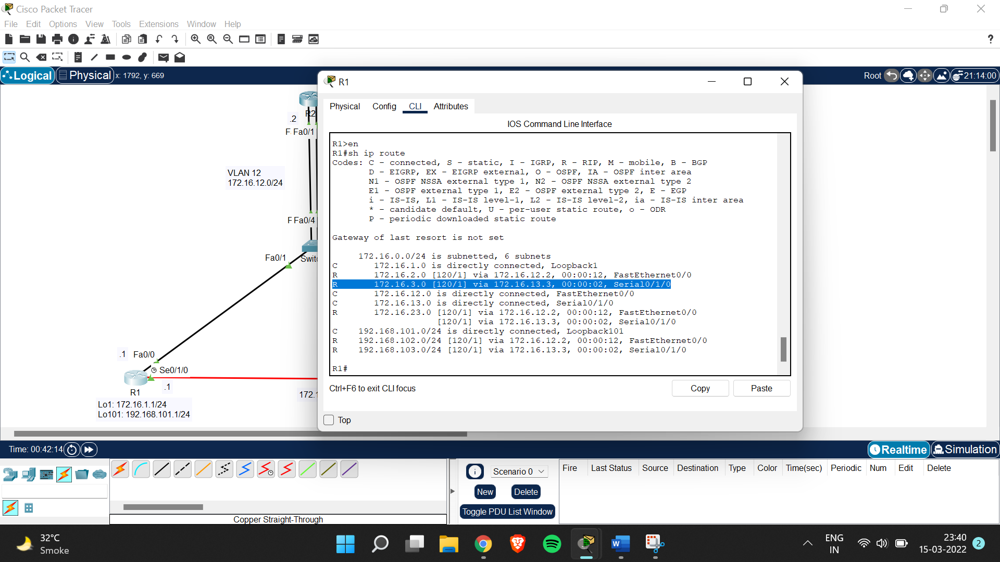 Cisco Packet Tracer
File Edit Options View Tools Extensions Window Help
Logical Physical x: 1792, y: 669
Root 21:14:00
R2
.2
F Fa0/1
VLAN 12
172.16.12.0/24
F Fa0/4
Fa0/1
.1 Fa0/0
Se0/1/0
.1
R1
172.1
Lo1: 172.16.1.1/24
Lo101: 192.168.101.1/24
R1
Physical Config CLI Attributes
IOS Command Line Interface
R1>en
R1#sh ip route
Codes: C - connected, S - static, I - IGRP, R - RIP, M - mobile, B - BGP
D - EIGRP, EX - EIGRP external, O - OSPF, IA - OSPF inter area
N1 - OSPF NSSA external type 1, N2 - OSPF NSSA external type 2
E1 - OSPF external type 1, E2 - OSPF external type 2, E - EGP
i - IS-IS, L1 - IS-IS level-1, L2 - IS-IS level-2, ia - IS-IS inter area
* - candidate default, U - per-user static route, o - ODR
P - periodic downloaded static route
Gateway of last resort is not set
172.16.0.0/24 is subnetted, 6 subnets
C 172.16.1.0 is directly connected, Loopback1
R 172.16.2.0 [120/1] via 172.16.12.2, 00:00:12, FastEthernet0/0
R 172.16.3.0 [120/1] via 172.16.13.3, 00:00:02, Serial0/1/0
C 172.16.12.0 is directly connected, FastEthernet0/0
C 172.16.13.0 is directly connected, Serial0/1/0
R 172.16.23.0 [120/1] via 172.16.12.2, 00:00:12, FastEthernet0/0
[120/1] via 172.16.13.3, 00:00:02, Serial0/1/0
C 192.168.101.0/24 is directly connected, Loopback101
R 192.168.102.0/24 [120/1] via 172.16.12.2, 00:00:12, FastEthernet0/0
R 192.168.103.0/24 [120/1] via 172.16.13.3, 00:00:02, Serial0/1/0
R1#
Ctrl+F6 to exit CLI focus
Copy Paste
Top
Time: 00:42:14
Realtime Simulation
Scenario 0
New Delete
Toggle PDU List Window
Fire Last Status Source Destination Type Color Time(sec) Periodic Num Edit Delete
Copper Straight-Through
32°C
Smoke
ENG
IN
23:40
15-03-2022
2